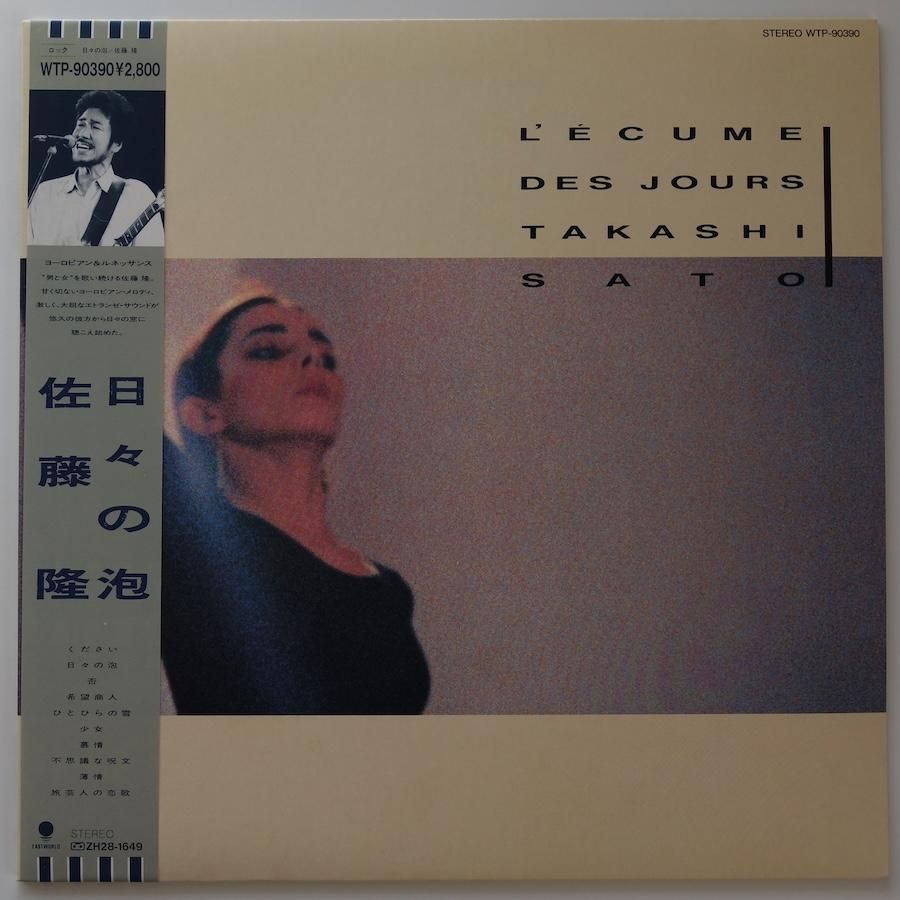 ロック 日々の泡/佐藤 隆
WTP-90390¥2,800
ヨーロピアン&ルネッサンス
“男と女”を歌い続ける佐藤 隆。
甘く切ないヨーロピアン・メロディ、
激しく、大胆なエトランゼ・サウンドが
悠久の彼方から日々の窓に
聴こえ始めた。
日々の泡
佐藤隆
ください
日々の泡
否
希望商人
ひとひらの雪
少女
慕情
不思議な呪文
薄情
旅芸人の恋歌
EASTWORLD
STEREO
ZH28-1649
STEREO WTP-90390
L'ÉCUME
DES JOURS
TAKASHI
SATO